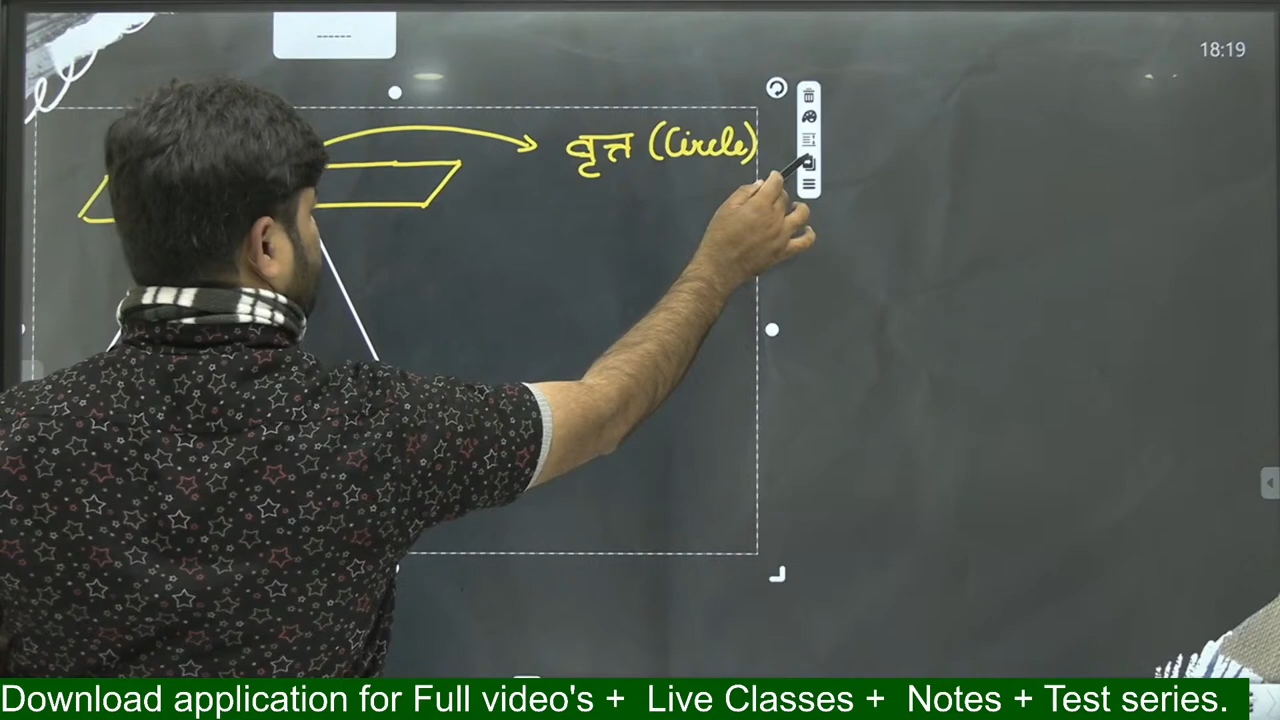 ------
18:19
वृत्त (Circle)
Download application for Full video's + Live Classes + Notes + Test series.